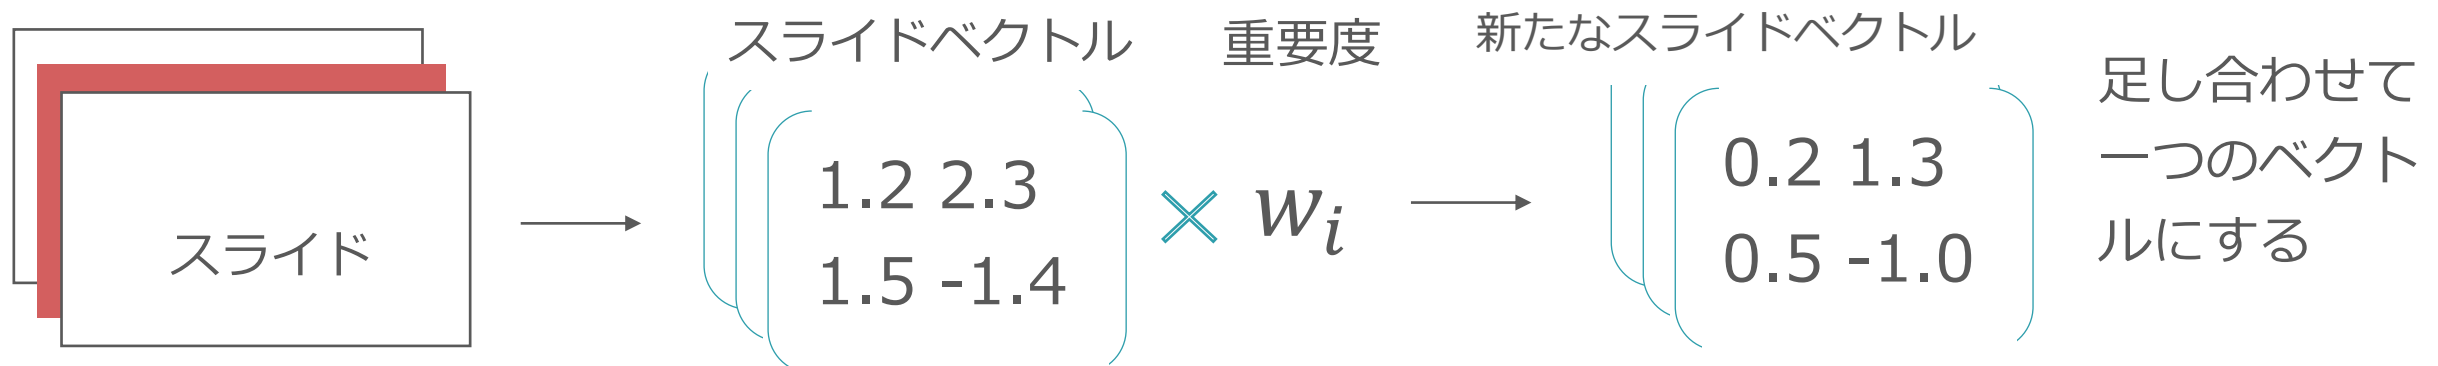 スライド
スライドベクトル
1.2 2.3
1.5 -1.4
×
重要度
w_i
新たなスライドベクトル
0.2 1.3
0.5 -1.0
足し合わせて
一つのベクト
ルにする